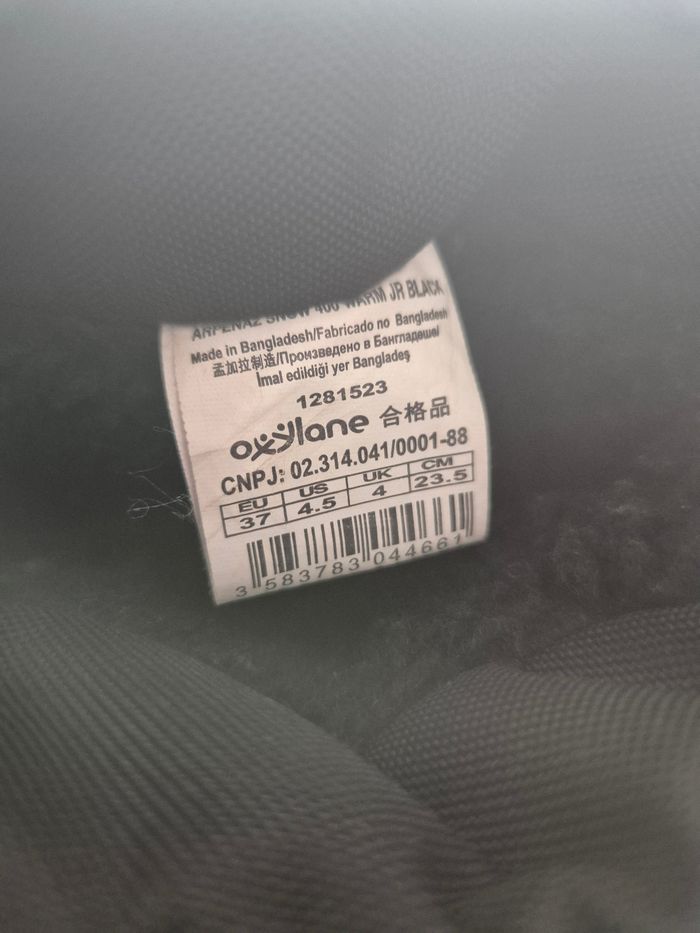 ARPENAZ SNOW 400 WARM JR BLACK
Made in Bangladesh/Fabricado no Bangladesh
孟加拉制造/Произведено в Бангладеше/
İmal edildiği yer Bangladeş
1281523
oxylane 合格品
CNPJ: 02.314.041/0001-88
EU US UK CM
37 4.5 4 23.5
3 583783 044661